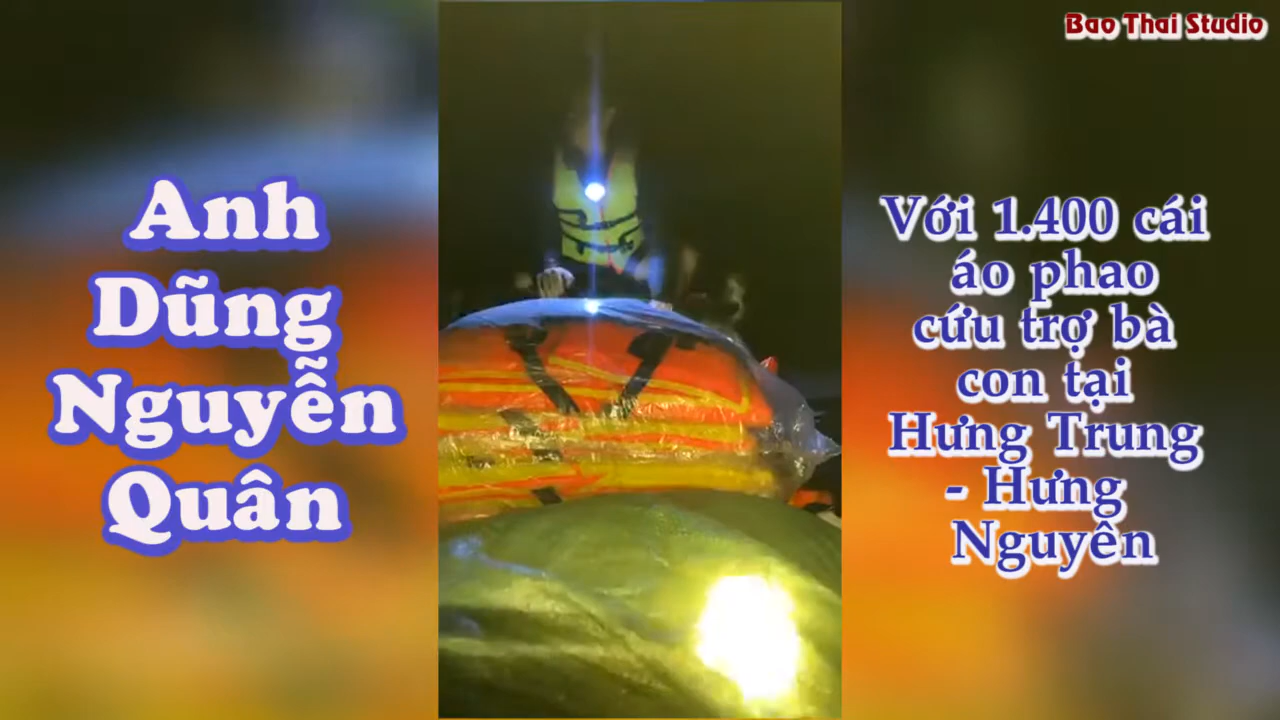 Bao Thai Studio
Anh
Dũng
Nguyễn
Quân
Với 1.400 cái
áo phao
cứu trợ bà
con tại
Hưng Trung
- Hưng
Nguyên